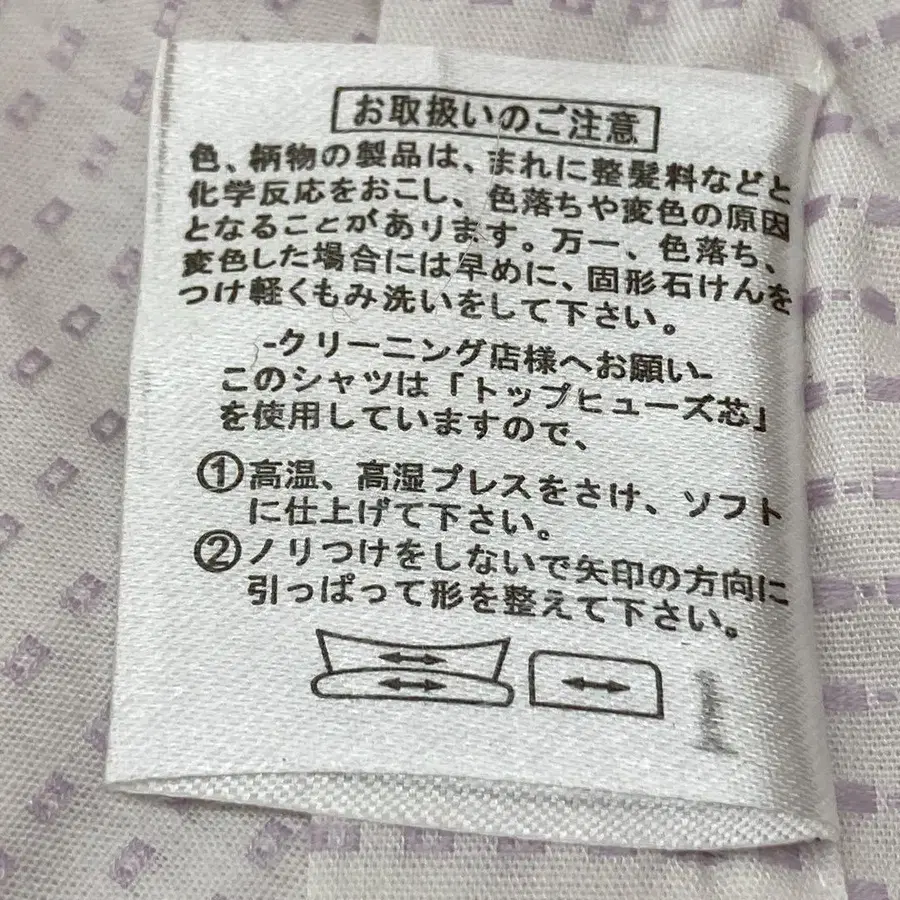 お取扱いのご注意
色、柄物の製品は、まれに整髪料などと
化学反応をおこし、色落ちや変色の原因
となることがあります。万一、色落ち、
変色した場合には早めに、固形石けんを
つけ軽くもみ洗いをして下さい。
-クリーニング店様へお願い-
このシャツは「トップヒューズ芯」
を使用していますので、
①高温、高湿プレスをさけ、ソフト
に仕上げて下さい。
②ノリつけをしないで矢印の方向に
引っぱって形を整えて下さい。